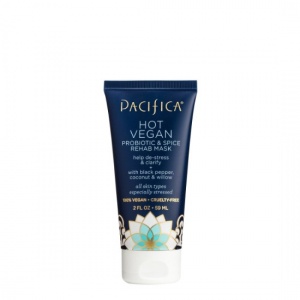 PACIFICA
HOT
VEGAN
PROBIOTIC & SPICE
REHAB MASK
help de-stress
& clarify
with black pepper,
coconut & willow
all skin types
especially stressed
100% VEGAN • CRUELTY-FREE
2 FL OZ • 59 ML